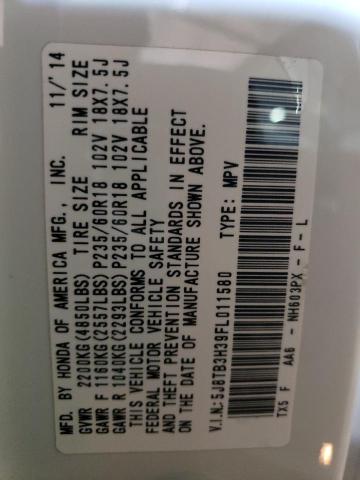 MFD. BY HONDA OF AMERICA MFG., INC. 11/'14
GVWR 2200KG(4850LBS) TIRE SIZE RIM SIZE
GAWR F 1160KG(2557LBS) P235/60R18 102V 18X7.5J
GAWR R 1040KG(2293LBS) P235/60R18 102V 18X7.5J
THIS VEHICLE CONFORMS TO ALL APPLICABLE
FEDERAL MOTOR VEHICLE SAFETY
AND THEFT PREVENTION STANDARDS IN EFFECT
ON THE DATE OF MANUFACTURE SHOWN ABOVE.
V.I.N.: 5J8TB3H39FL011580 TYPE: MPV
TX5 F AA6 - NH603PX - F - L